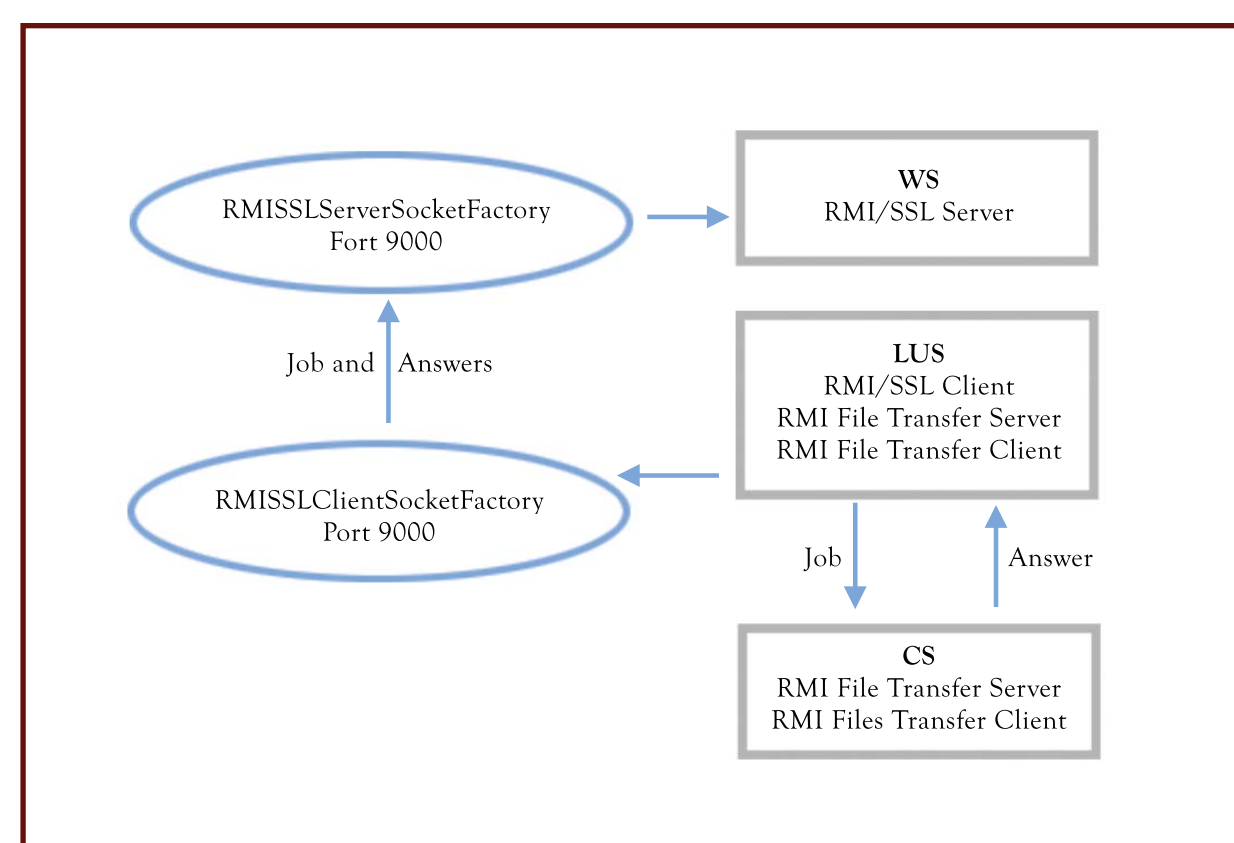 RMISSLServerSocketFactory
Fort 9000
WS
RMI/SSL Server
Job and Answers
LUS
RMI/SSL Client
RMI File Transfer Server
RMI File Transfer Client
RMISSLClientSocketFactory
Port 9000
Job
Answer
CS
RMI File Transfer Server
RMI Files Transfer Client